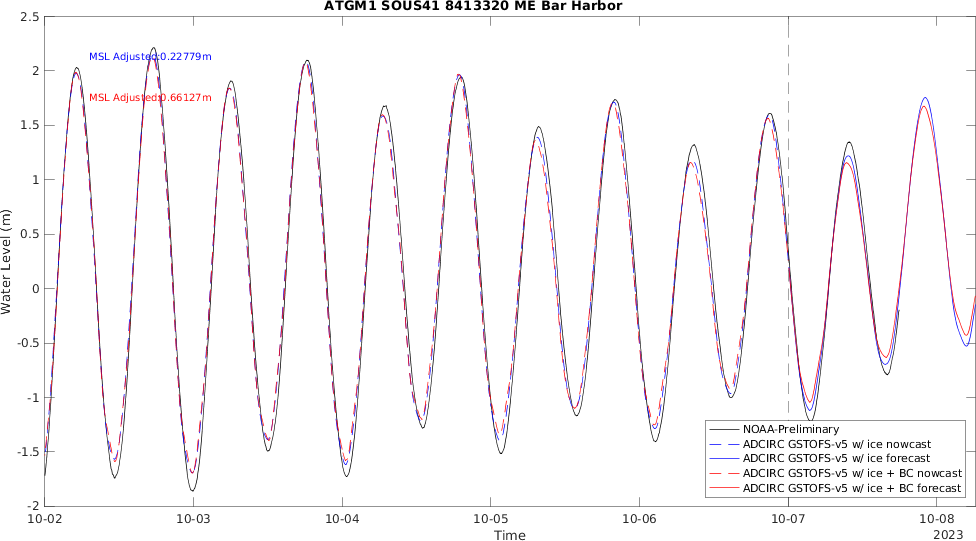 ATGM1 SOUS41 8413320 ME Bar Harbor
2.5
2
1.5
1
0.5
0
-0.5
-1
-1.5
-2
Water Level (m)
MSL Adjusted:0.22779m
MSL Adjusted:0.66127m
NOAA-Preliminary
ADCIRC GSTOFS-v5 w/ ice nowcast
ADCIRC GSTOFS-v5 w/ ice forecast
ADCIRC GSTOFS-v5 w/ ice + BC nowcast
ADCIRC GSTOFS-v5 w/ ice + BC forecast
10-02 10-03 10-04 10-05 10-06 10-07 10-08
Time
2023